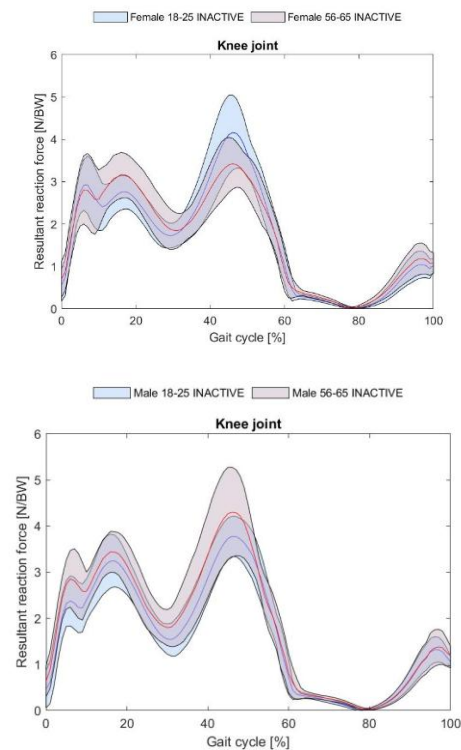 Female 18-25 INACTIVE Female 56-65 INACTIVE
Knee joint
Resultant reaction force [N/BW]
6
5
4
3
2
1
0
0 20 40 60 80 100
Gait cycle [%]
Male 18-25 INACTIVE Male 56-65 INACTIVE
Knee joint
Resultant reaction force [N/BW]
6
5
4
3
2
1
0
0 20 40 60 80 100
Gait cycle [%]